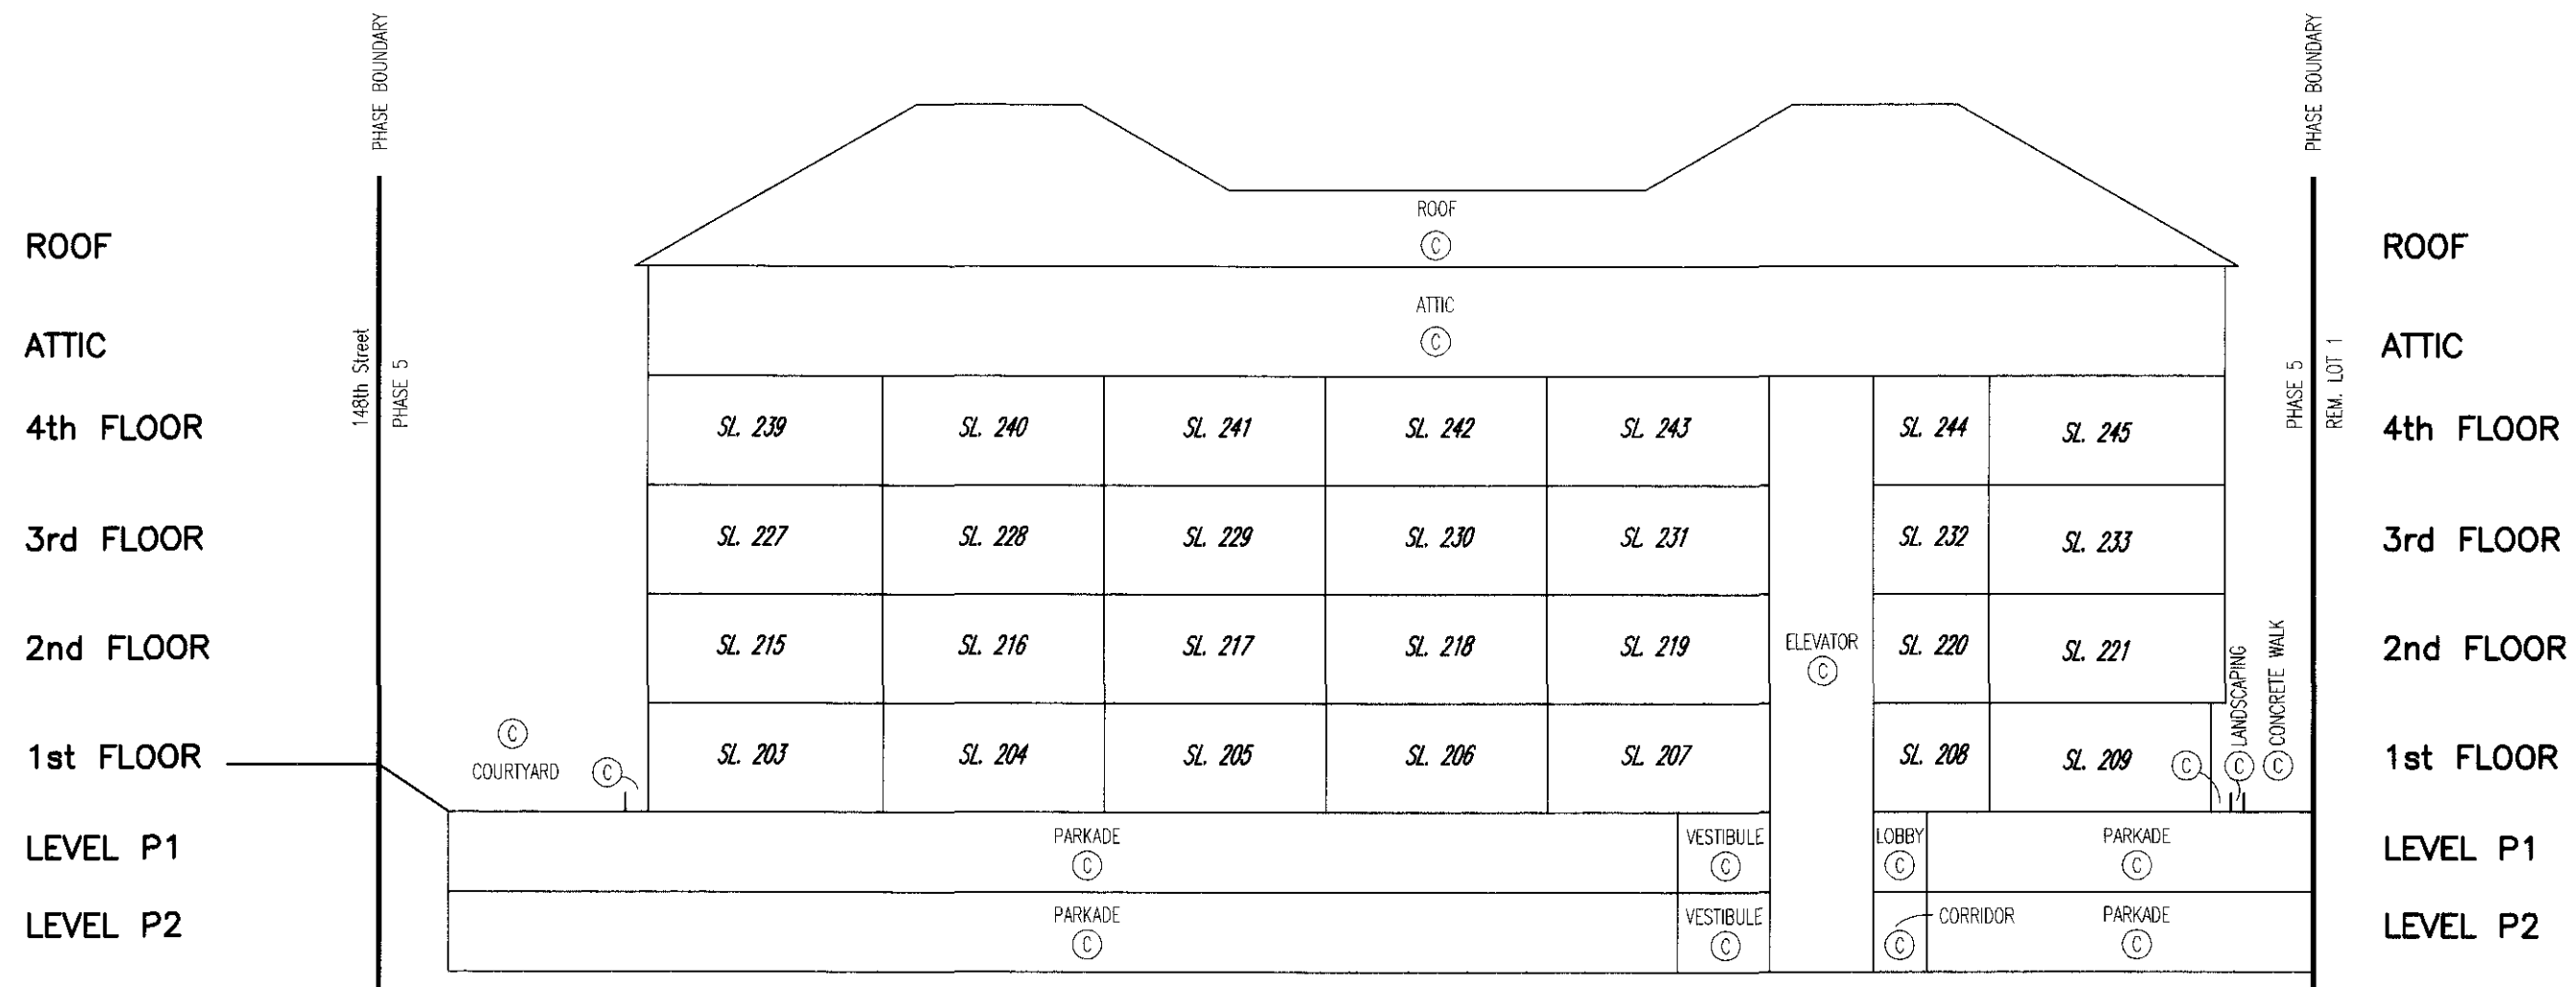 PHASE BOUNDARY
PHASE BOUNDARY
ROOF
ROOF
C
ROOF
ATTIC
ATTIC
C
ATTIC
148th Street
PHASE 5
PHASE 5
REM. LOT 1
4th FLOOR
SL. 239
SL. 240
SL. 241
SL. 242
SL. 243
SL. 244
SL. 245
4th FLOOR
3rd FLOOR
SL. 227
SL. 228
SL. 229
SL. 230
SL. 231
SL. 232
SL. 233
3rd FLOOR
2nd FLOOR
SL. 215
SL. 216
SL. 217
SL. 218
SL. 219
ELEVATOR
C
SL. 220
SL. 221
2nd FLOOR
1st FLOOR
C
COURTYARD
C
SL. 203
SL. 204
SL. 205
SL. 206
SL. 207
SL. 208
SL. 209
C
C LANDSCAPING
C CONCRETE WALK
1st FLOOR
LEVEL P1
PARKADE
C
VESTIBULE
C
LOBBY
C
PARKADE
C
LEVEL P1
LEVEL P2
PARKADE
C
VESTIBULE
C
C
CORRIDOR
PARKADE
C
LEVEL P2